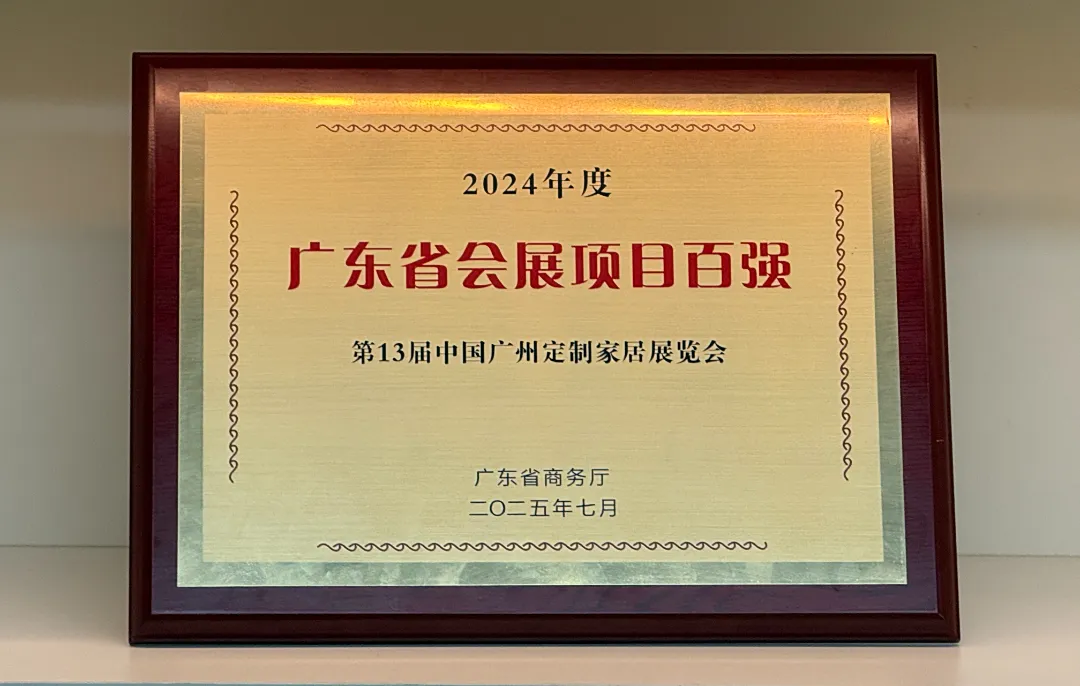 2024年度
广东省会展项目百强
第13届中国广州定制家居展览会
广东省商务厅
二〇二五年七月